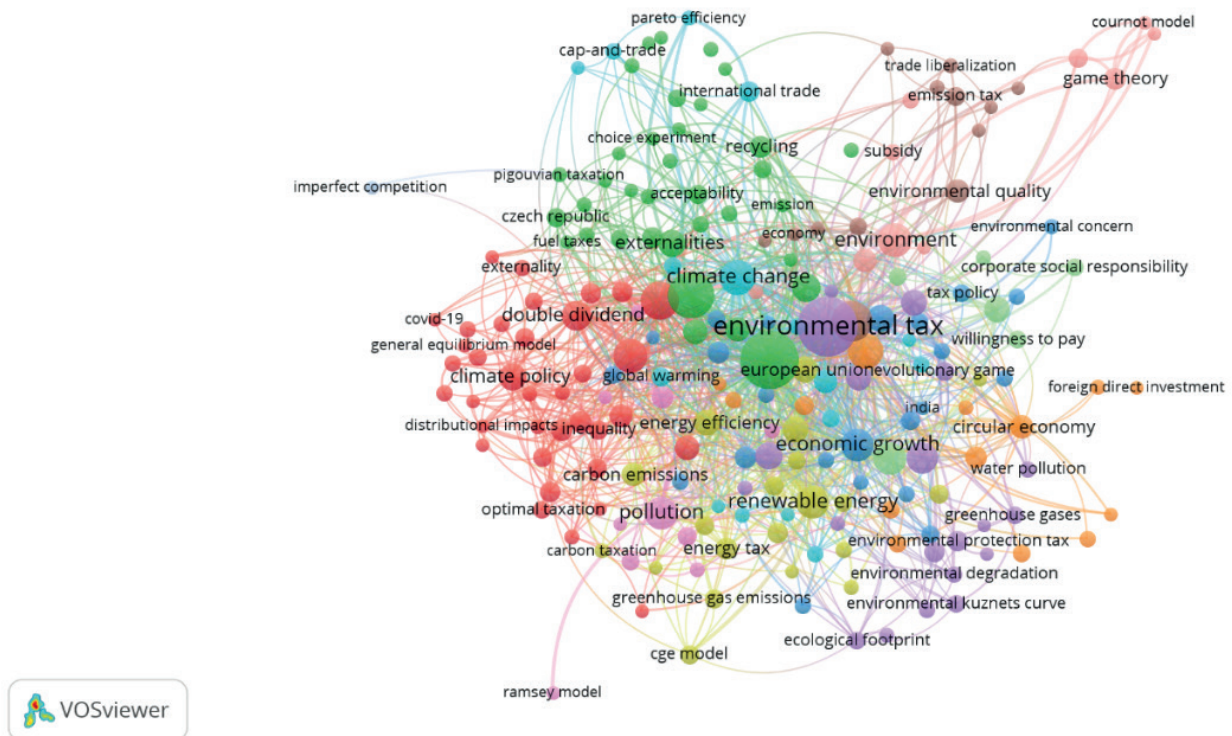 pareto efficiency
cournot model
cap-and-trade
trade liberalization
game theory
international trade
emission tax
choice experiment
recycling
subsidy
pigouvian taxation
imperfect competition
acceptability
environmental quality
czech republic
emission
environmental concern
fuel taxes
externalities
economy
environment
externality
climate change
corporate social responsibility
tax policy
covid-19
double dividend
environmental tax
general equilibrium model
willingness to pay
climate policy
global warming
european union
evolutionary game
foreign direct investment
india
distributional impacts
inequality
energy efficiency
economic growth
circular economy
carbon emissions
water pollution
optimal taxation
pollution
renewable energy
greenhouse gases
carbon taxation
energy tax
environmental protection tax
environmental degradation
greenhouse gas emissions
environmental kuznets curve
ecological footprint
cge model
ramsey model
VOSviewer